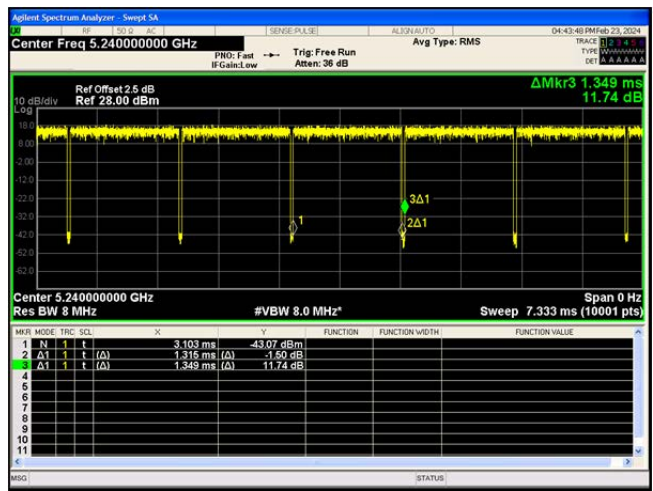 Agilent Spectrum Analyzer - Swept SA
RF 50 Ω AC SENSE:PULSE ALIGN AUTO 04:43:48 PM Feb 23, 2024
Center Freq 5.240000000 GHz Avg Type: RMS TRACE 1 2 3 4 5 6
PNO: Fast Trig: Free Run TYPE
IFGain:Low Atten: 36 dB DET A A A A A A
ΔMkr3 1.349 ms
11.74 dB
Ref Offset 2.5 dB
10 dB/div Ref 28.00 dBm
Log
18.0
8.00
-2.00
-12.0
-22.0
3Δ1
-32.0
1
2Δ1
-42.0
-52.0
-62.0
Center 5.240000000 GHz Span 0 Hz
Res BW 8 MHz #VBW 8.0 MHz* Sweep 7.333 ms (10001 pts)
MKR MODE TRC SCL X Y FUNCTION FUNCTION WIDTH FUNCTION VALUE
1 N 1 t 3.103 ms -43.07 dBm
2 Δ1 1 t (Δ) 1.315 ms (Δ) -1.50 dB
3 Δ1 1 t (Δ) 1.349 ms (Δ) 11.74 dB
4
5
6
7
8
9
10
11
MSG STATUS